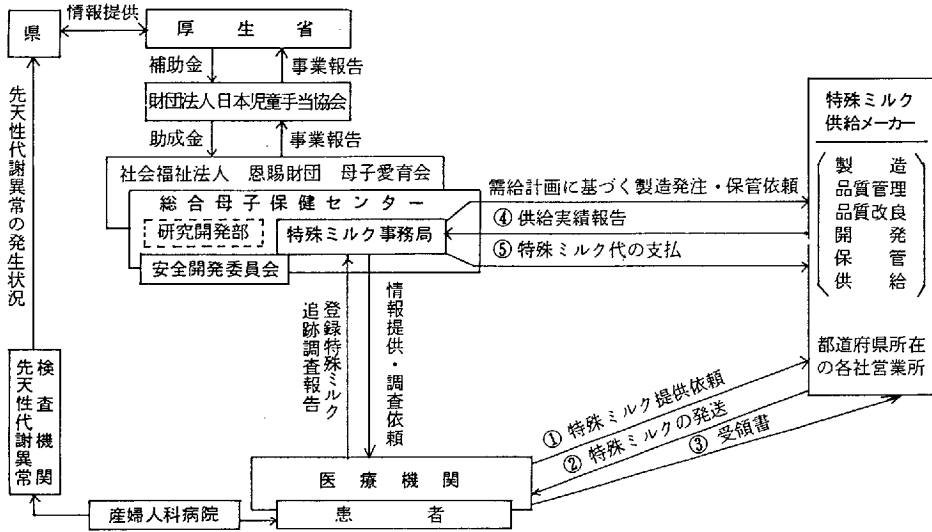 県
情報提供
厚生省
補助金
事業報告
財団法人日本児童手当協会
助成金
事業報告
社会福祉法人 恩賜財団 母子愛育会
総合母子保健センター
研究開発部
特殊ミルク事務局
安全開発委員会
先天性代謝異常の発生状況
需給計画に基づく製造発注・保管依頼
④ 供給実績報告
⑤ 特殊ミルク代の支払
特殊ミルク
供給メーカー
製造
品質管理
品質改良
開発
保管
供給
都道府県所在
の各社営業所
登録特殊ミルク
追跡調査報告
情報提供・調査依頼
① 特殊ミルク提供依頼
② 特殊ミルクの発送
③ 受領書
検査機関
先天性代謝異常
医療機関
患者
産婦人科病院